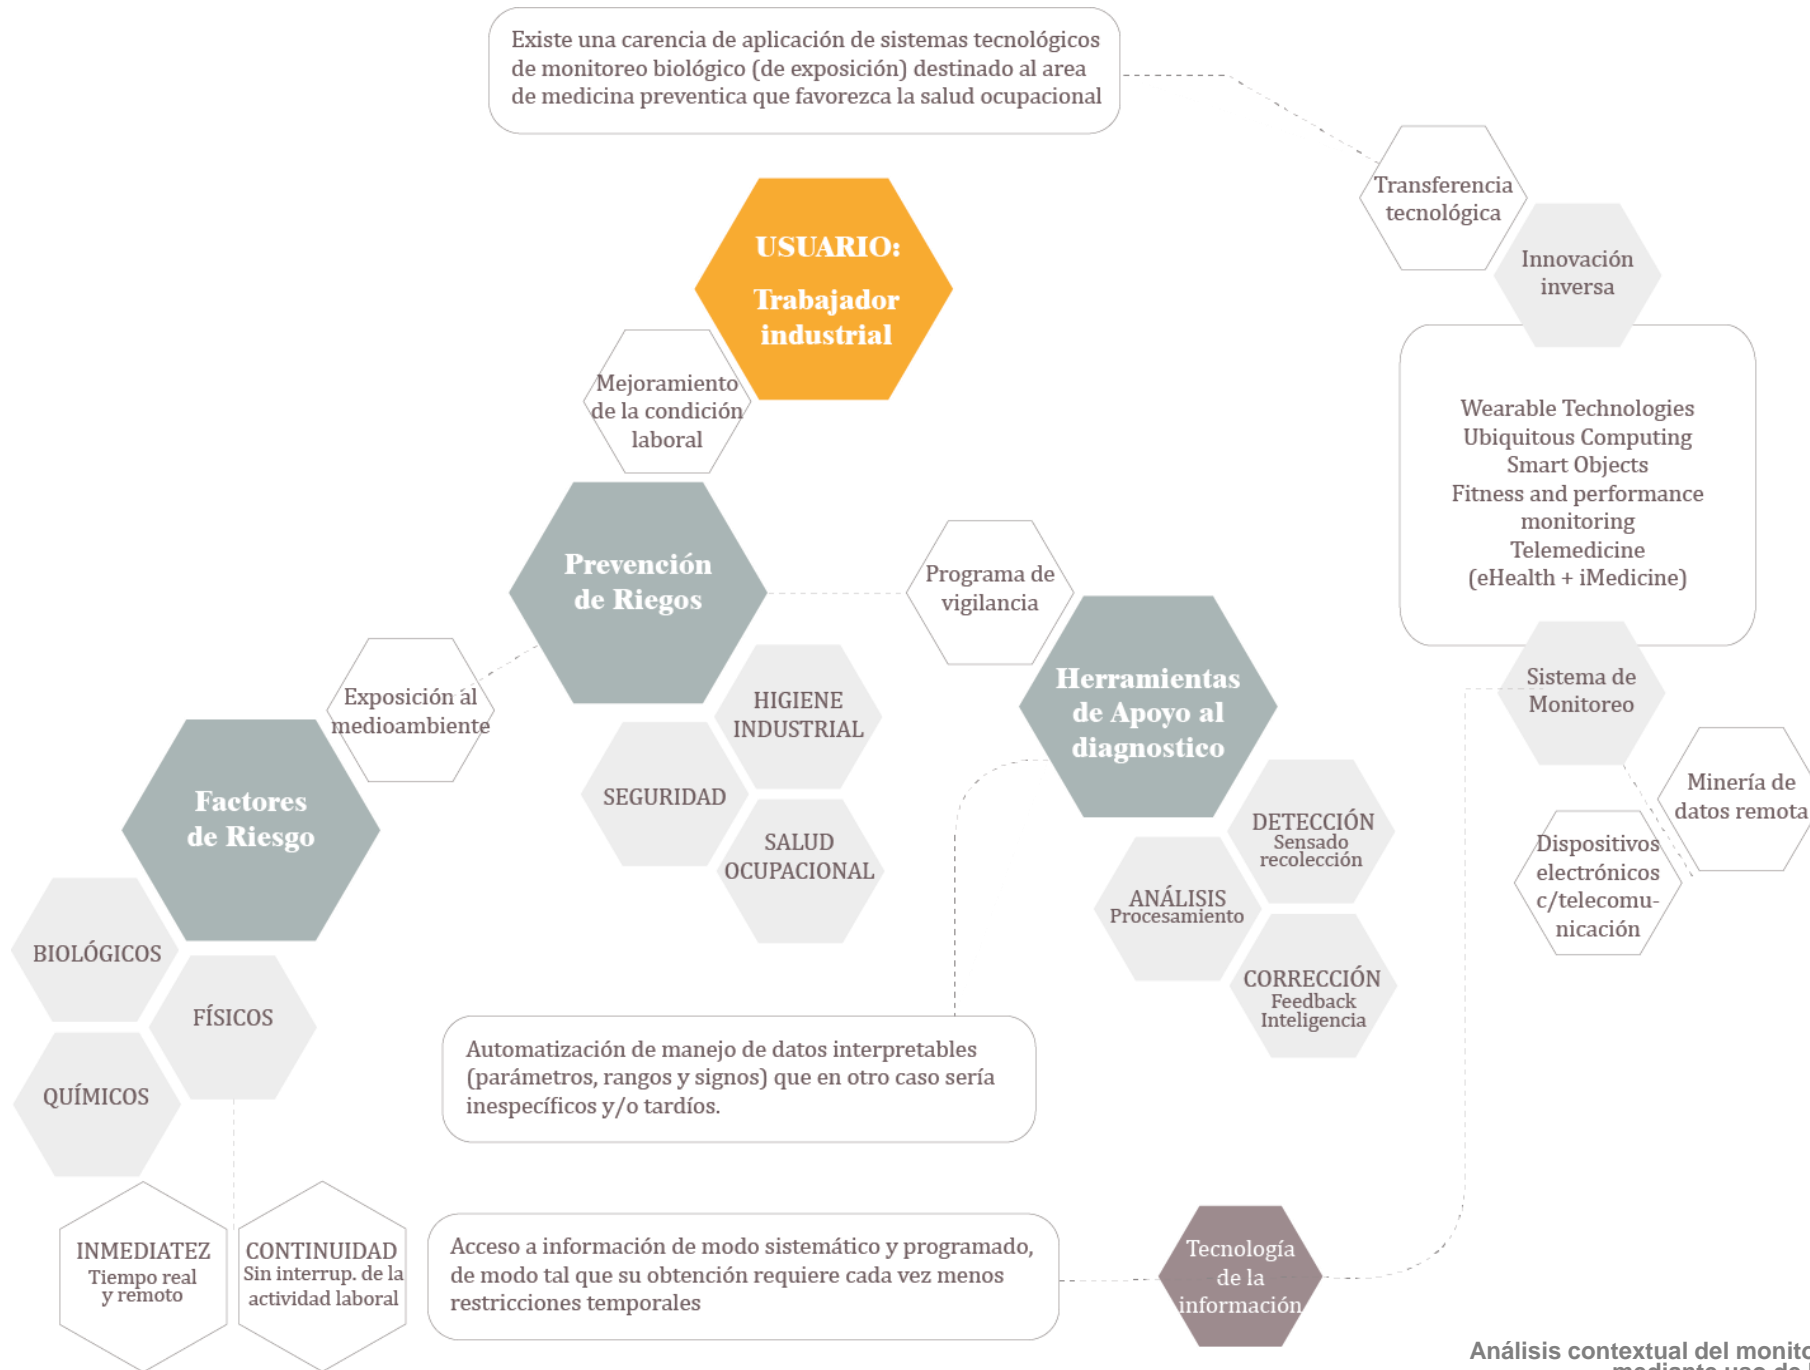 Existe una carencia de aplicación de sistemas tecnológicos
de monitoreo biológico (de exposición) destinado al area
de medicina preventica que favorezca la salud ocupacional
Transferencia
tecnológica
Innovación
inversa
USUARIO:
Trabajador
industrial
Mejoramiento
de la condición
laboral
Wearable Technologies
Ubiquitous Computing
Smart Objects
Fitness and performance
monitoring
Telemedicine
(eHealth + iMedicine)
Prevención
de Riegos
Programa de
vigilancia
Exposición al
medioambiente
HIGIENE
INDUSTRIAL
SEGURIDAD
SALUD
OCUPACIONAL
Herramientas
de Apoyo al
diagnostico
Sistema de
Monitoreo
Minería de
datos remota
Dispositivos
electrónicos
c/telecomu-
nicación
Factores
de Riesgo
DETECCIÓN
Sensado
recolección
ANÁLISIS
Procesamiento
CORRECCIÓN
Feedback
Inteligencia
BIOLÓGICOS
FÍSICOS
QUÍMICOS
Automatización de manejo de datos interpretables
(parámetros, rangos y signos) que en otro caso sería
inespecíficos y/o tardíos.
INMEDIATEZ
Tiempo real
y remoto
CONTINUIDAD
Sin interrup. de la
actividad laboral
Acceso a información de modo sistemático y programado,
de modo tal que su obtención requiere cada vez menos
restricciones temporales
Tecnología
de la
información
Análisis contextual del